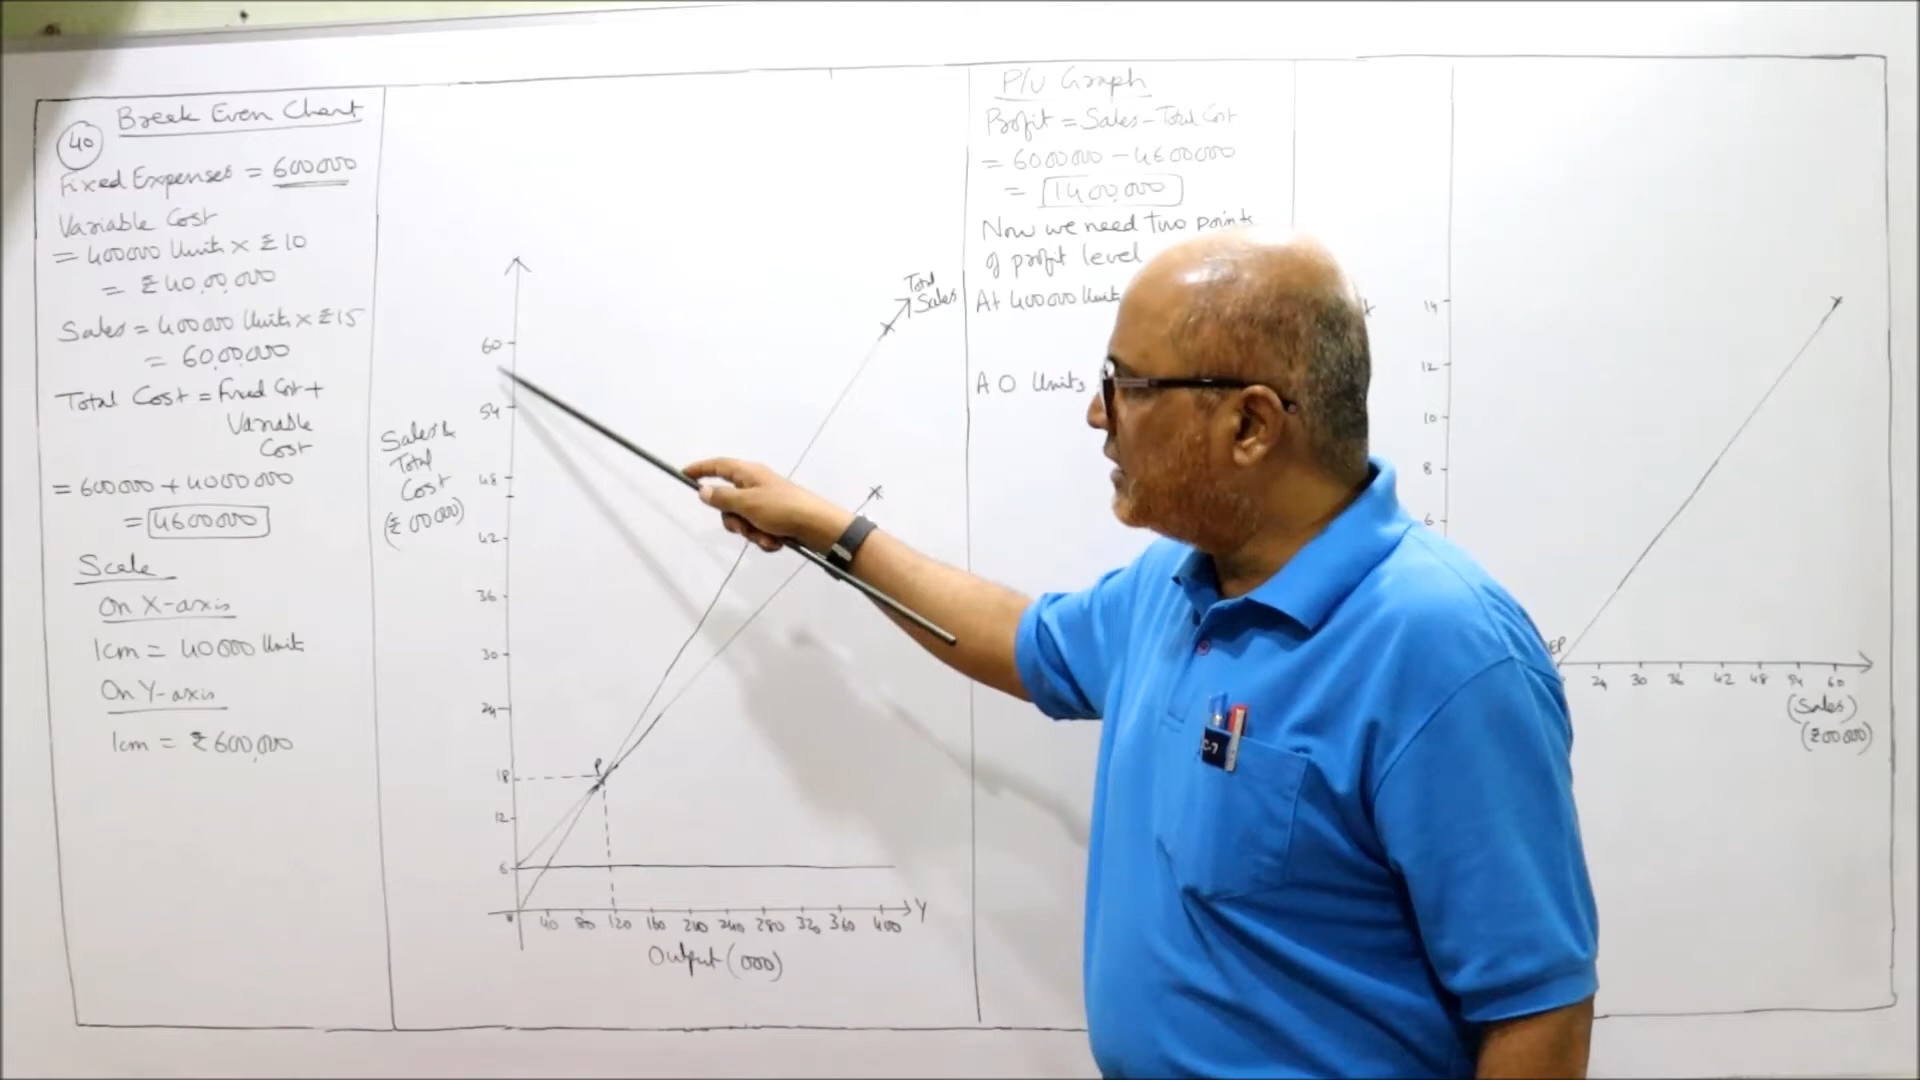 Break Even Chart
40
Fixed Expenses = 600000
Variable Cost
= 400000 Units × ₹10
= ₹40,00,000
Sales = 400000 Units × ₹15
= 60,00,000
Total Cost = Fixed Cost +
Variable
Cost
= 600000 + 4000000
= 4600000
Scale
On X-axis
1cm = 40000 Units
On Y-axis
1cm = ₹600,000
Total
Sales
60
54
48
42
36
30
24
18
12
6
Sales &
Total
Cost
(₹00000)
P
Y
40 80 120 160 200 240 280 320 360 400
Output (000)
P/V Graph
Profit = Sales - Total Cost
= 6000000 - 4600000
= 1400,000
Now we need two points
of profit level
At 400000 Units
A 0 Units
14
12
10
8
6
EP
24 30 36 42 48 54 60
(Sales)
(₹00000)
C-7